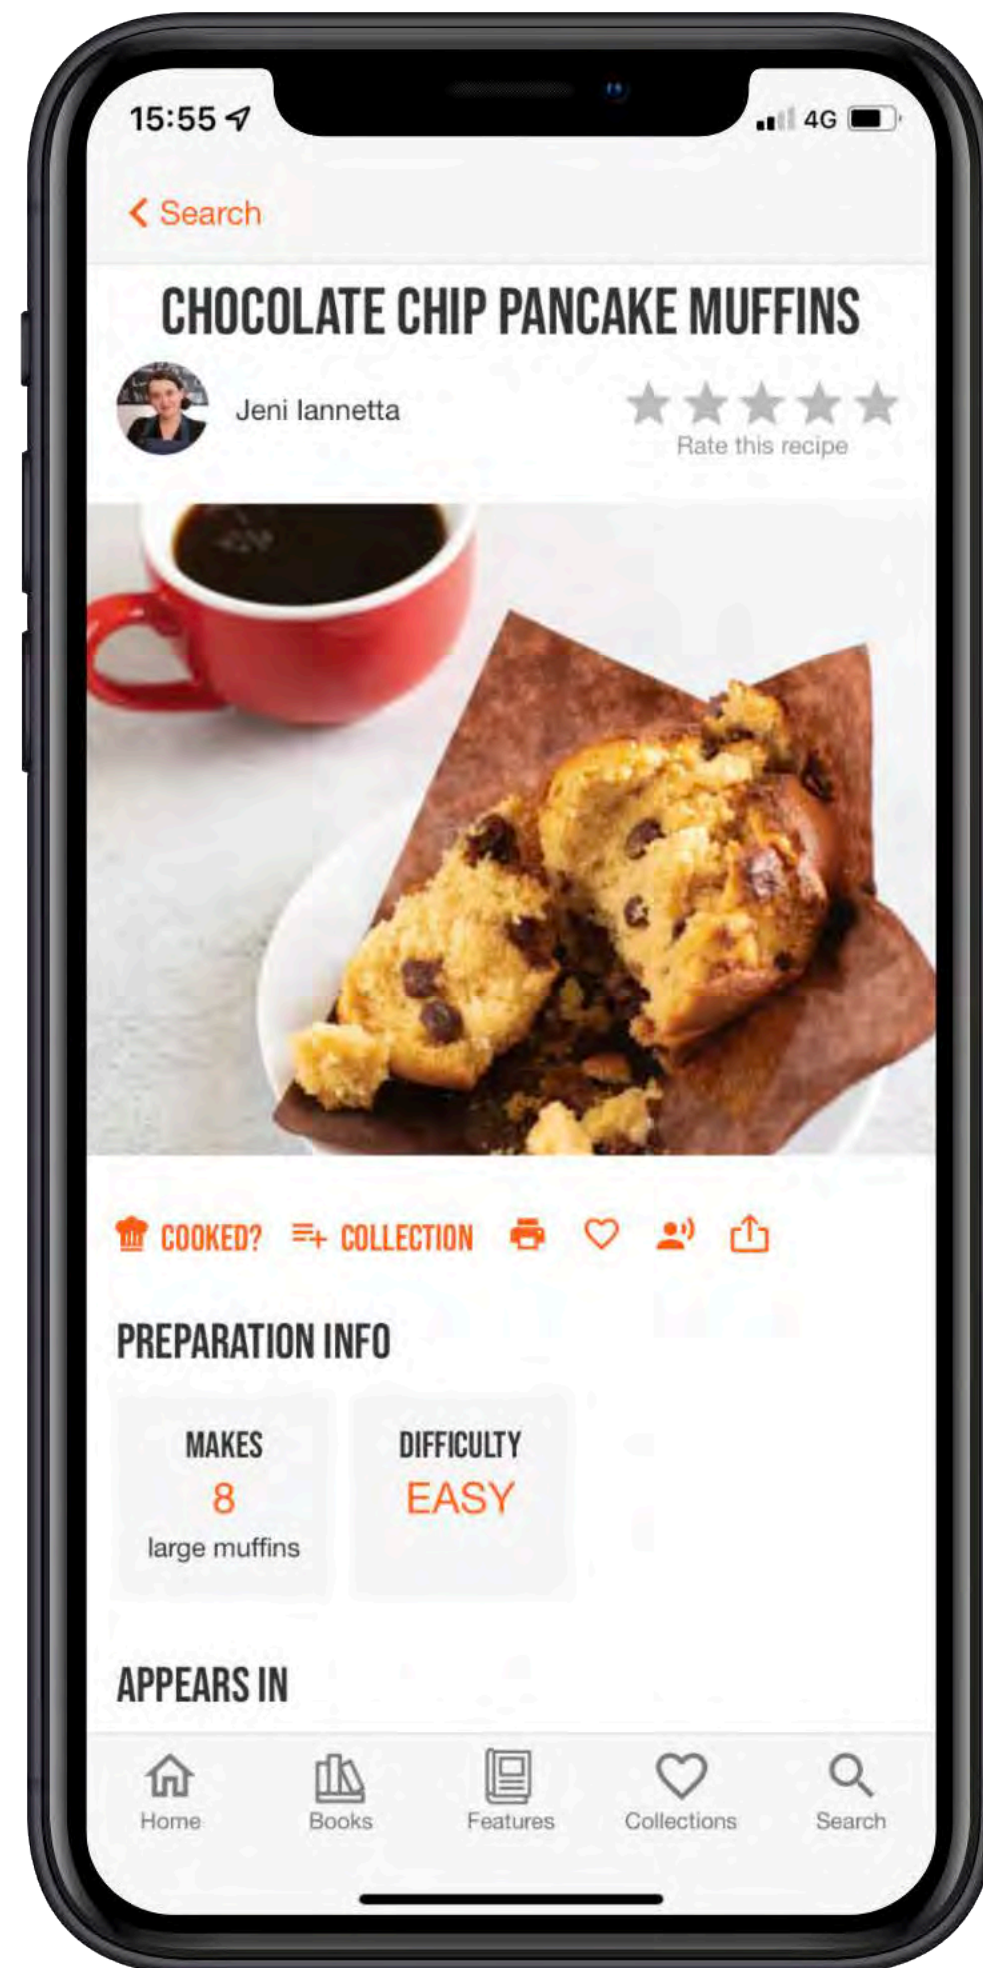 15:55 4G
Search
CHOCOLATE CHIP PANCAKE MUFFINS
Jeni Iannetta
Rate this recipe
COOKED? COLLECTION
PREPARATION INFO
MAKES DIFFICULTY
8 EASY
large muffins
APPEARS IN
Home Books Features Collections Search